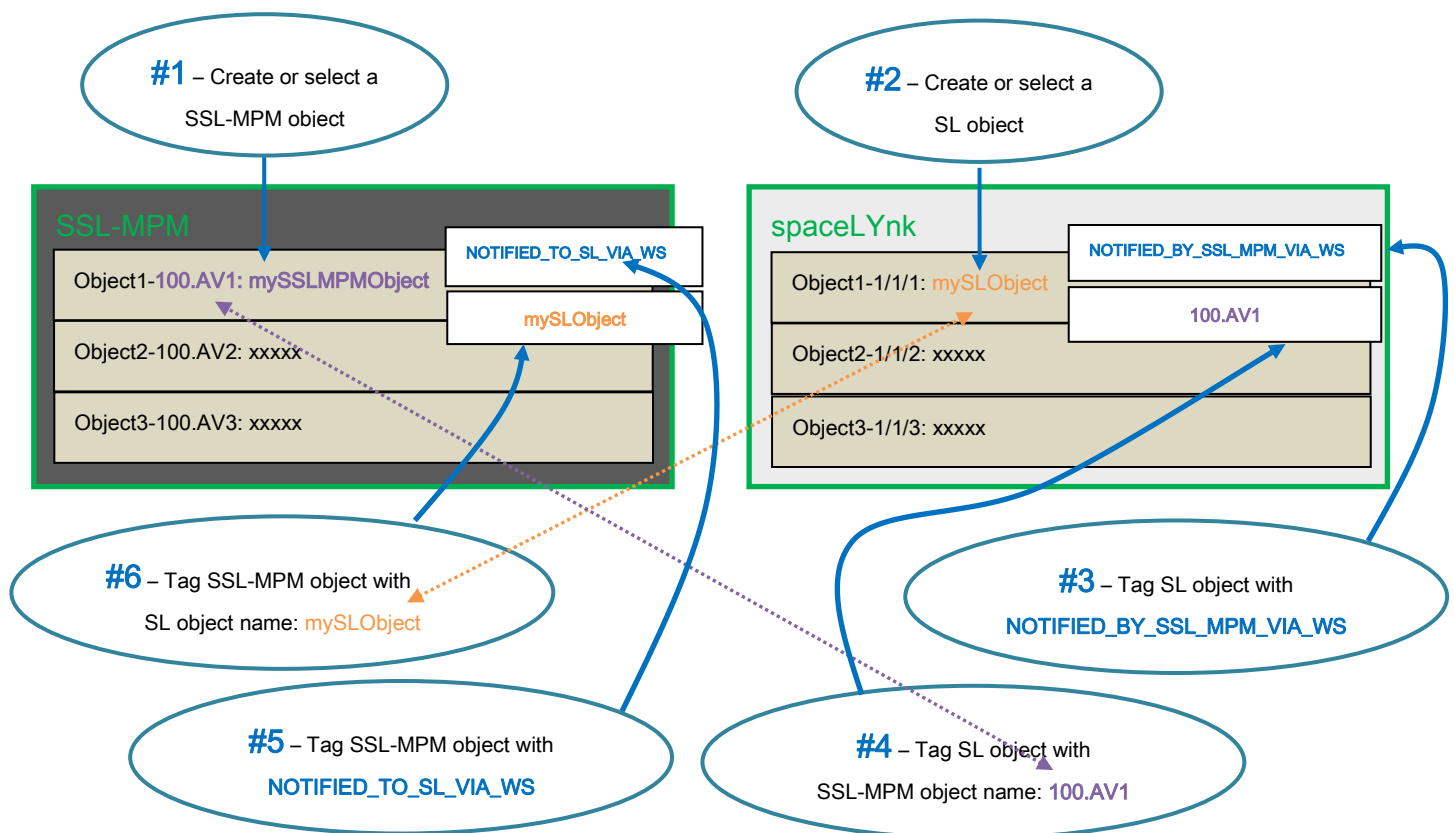 #1 – Create or select a
SSL-MPM object
#2 – Create or select a
SL object
SSL-MPM
NOTIFIED_TO_SL_VIA_WS
Object1-100.AV1: mySSLMPMObject
mySLObject
Object2-100.AV2: xxxxx
Object3-100.AV3: xxxxx
spaceLYnk
NOTIFIED_BY_SSL_MPM_VIA_WS
Object1-1/1/1: mySLObject
100.AV1
Object2-1/1/2: xxxxx
Object3-1/1/3: xxxxx
#6 – Tag SSL-MPM object with
SL object name: mySLObject
#3 – Tag SL object with
NOTIFIED_BY_SSL_MPM_VIA_WS
#5 – Tag SSL-MPM object with
NOTIFIED_TO_SL_VIA_WS
#4 – Tag SL object with
SSL-MPM object name: 100.AV1